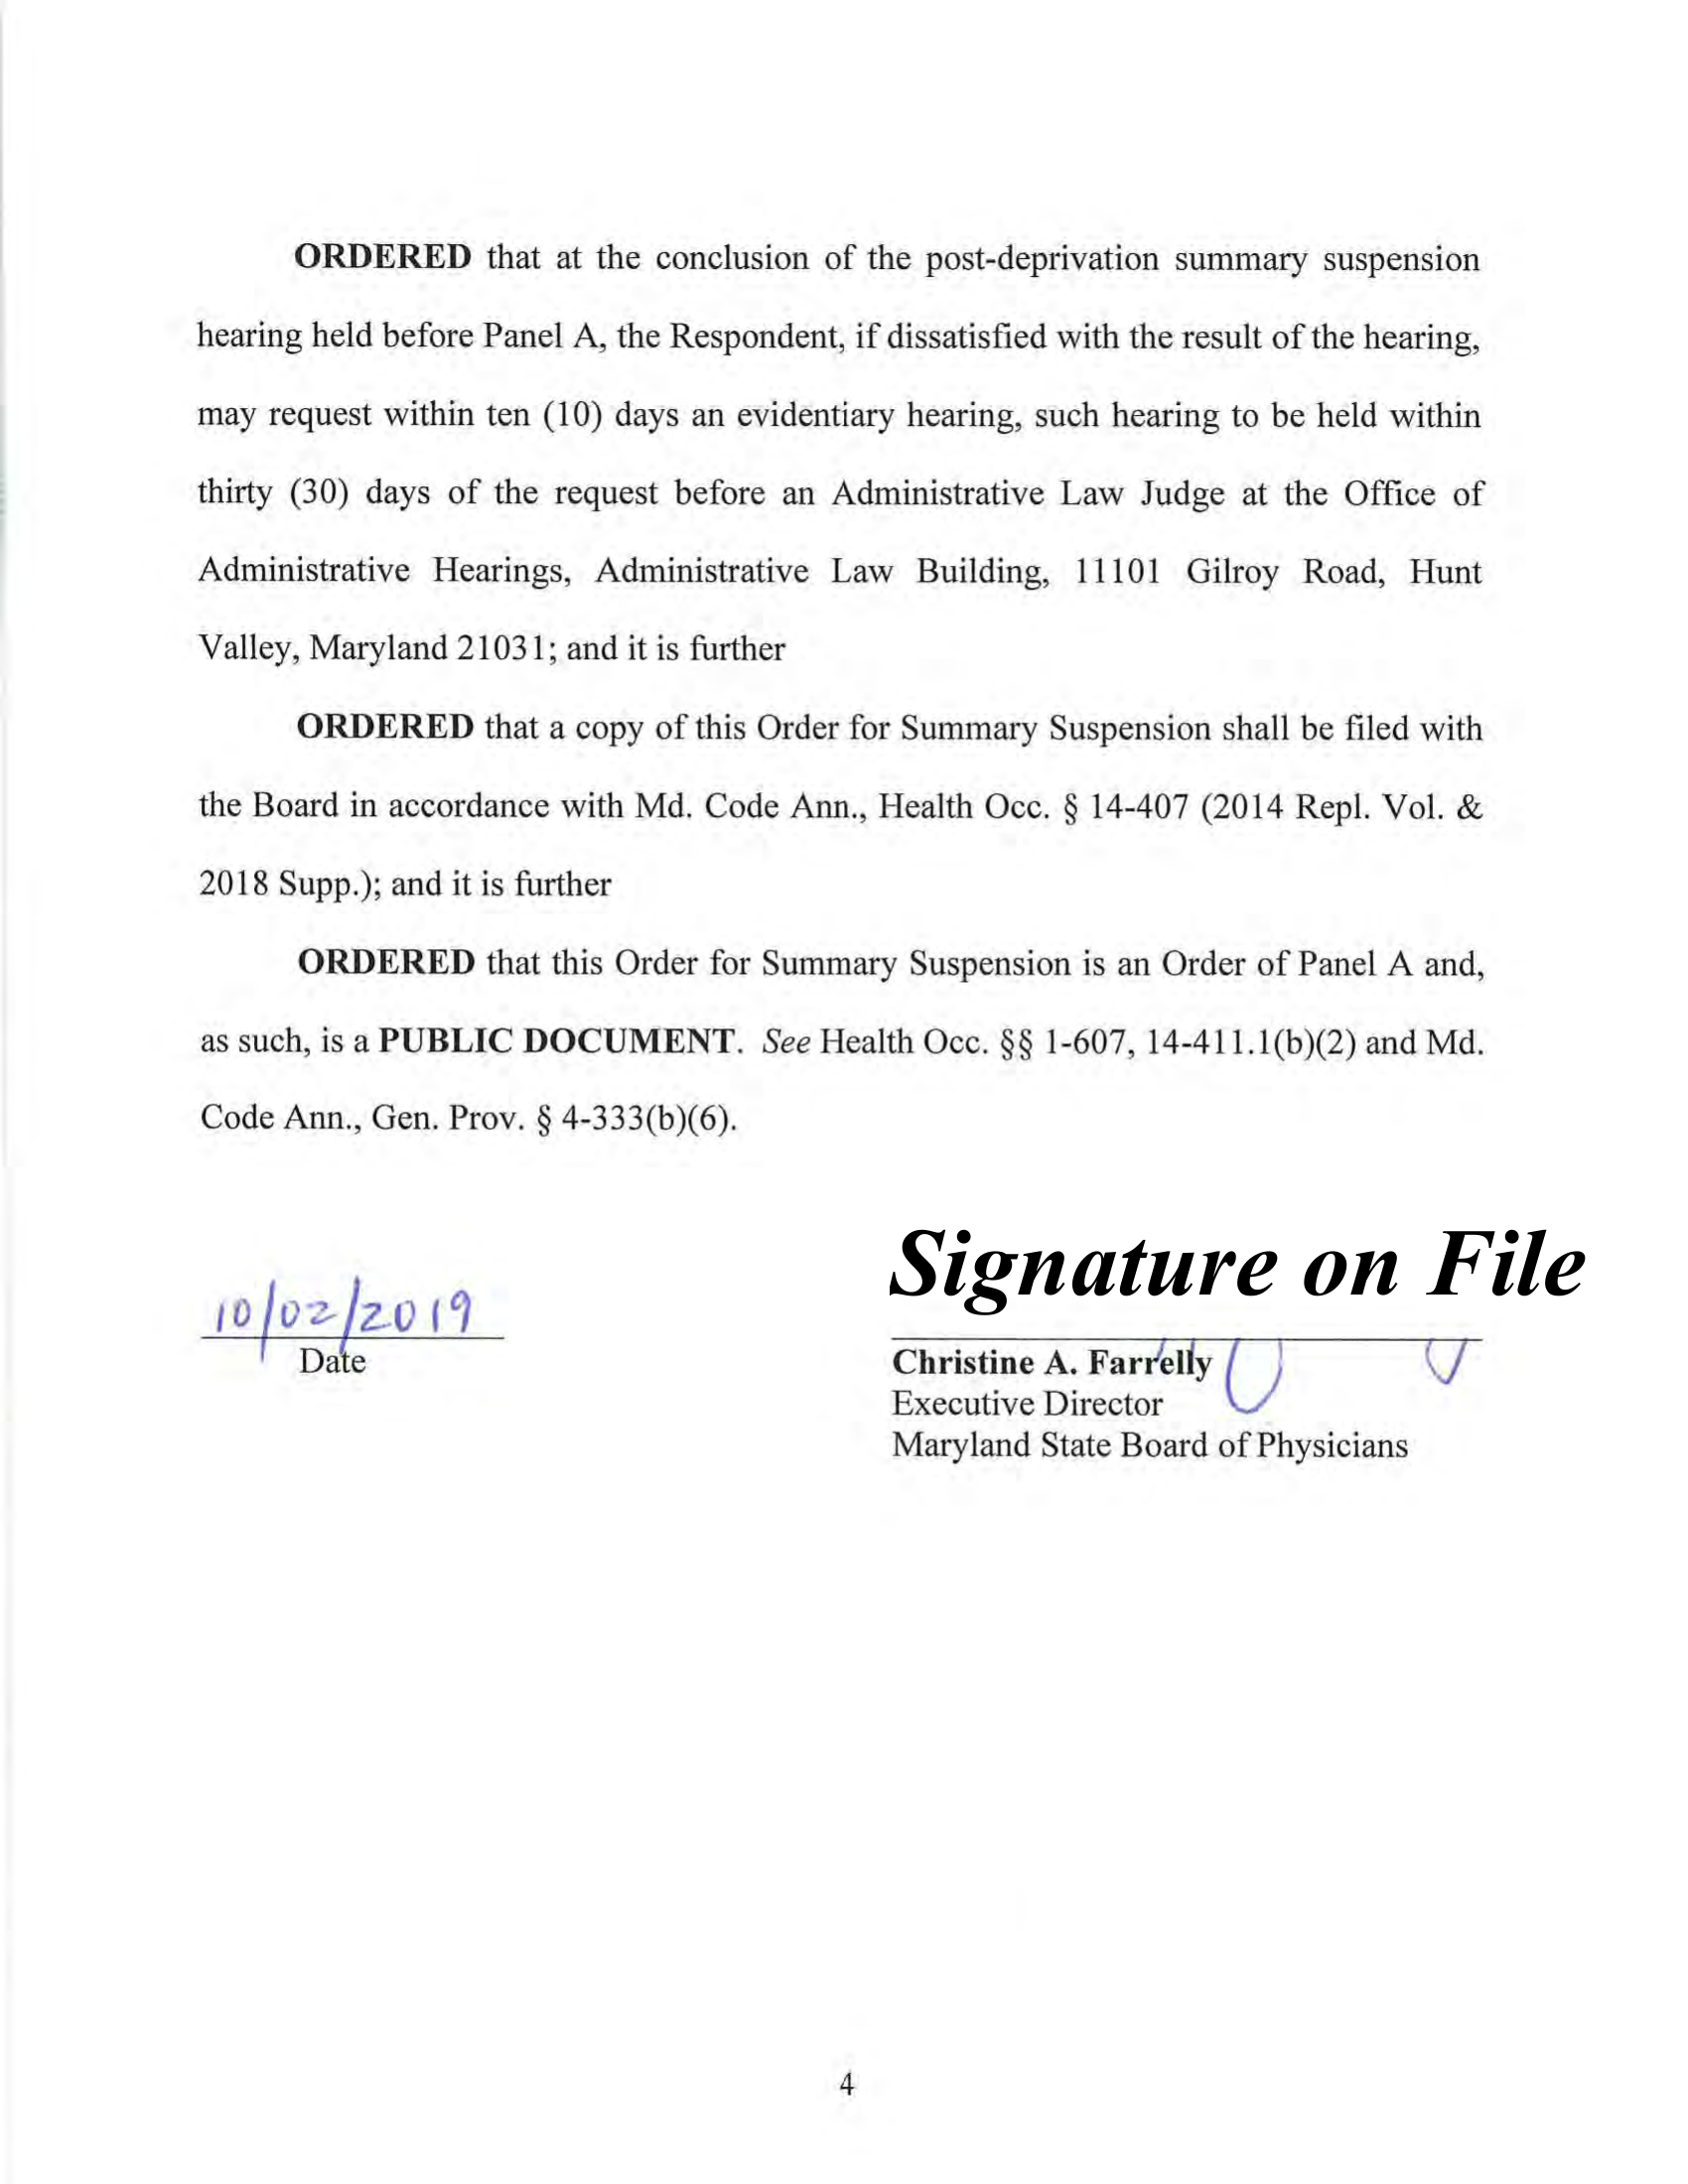 ORDERED that at the conclusion of the post-deprivation summary suspension
hearing held before Panel A, the Respondent, if dissatisfied with the result of the hearing,
may request within ten (10) days an evidentiary hearing, such hearing to be held within
thirty (30) days of the request before an Administrative Law Judge at the Office of
Administrative Hearings, Administrative Law Building, 11101 Gilroy Road, Hunt
Valley, Maryland 21031; and it is further
ORDERED that a copy of this Order for Summary Suspension shall be filed with
the Board in accordance with Md. Code Ann., Health Occ. § 14-407 (2014 Repl. Vol. &
2018 Supp.); and it is further
ORDERED that this Order for Summary Suspension is an Order of Panel A and,
as such, is a PUBLIC DOCUMENT. See Health Occ. §§ 1-607, 14-411.1(b)(2) and Md.
Code Ann., Gen. Prov. § 4-333(b)(6).
10/02/2019
Date
Signature on File
Christine A. Farrelly
Executive Director
Maryland State Board of Physicians
4